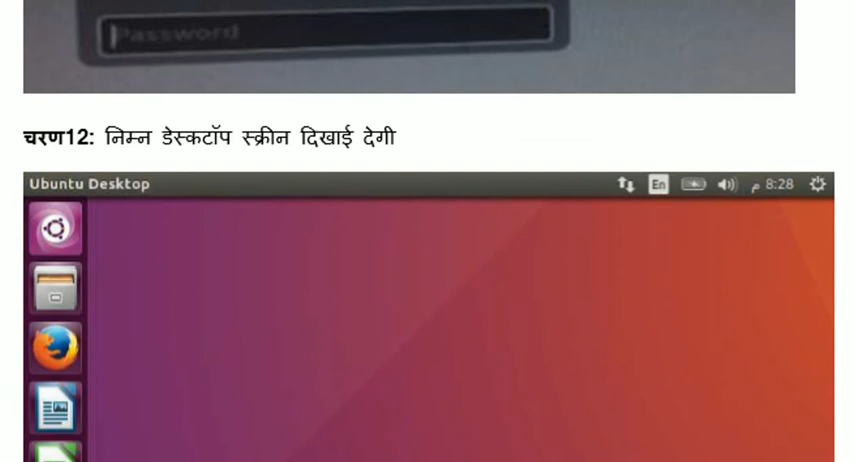 Password
चरण12: निम्न डेस्कटॉप स्क्रीन दिखाई देगी
Ubuntu Desktop En م 8:28